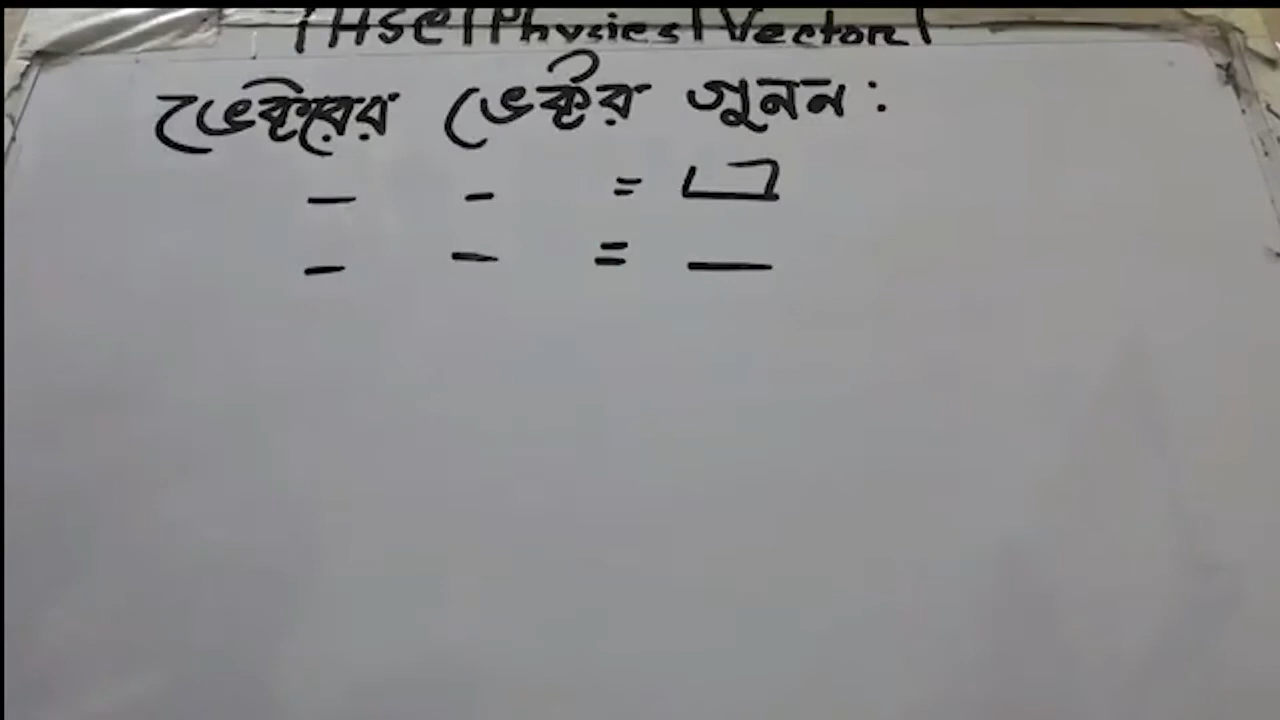 |HSC|Physics|Vector|
ভেক্টরের ভেক্টর গুনন:
- - =
- - = -